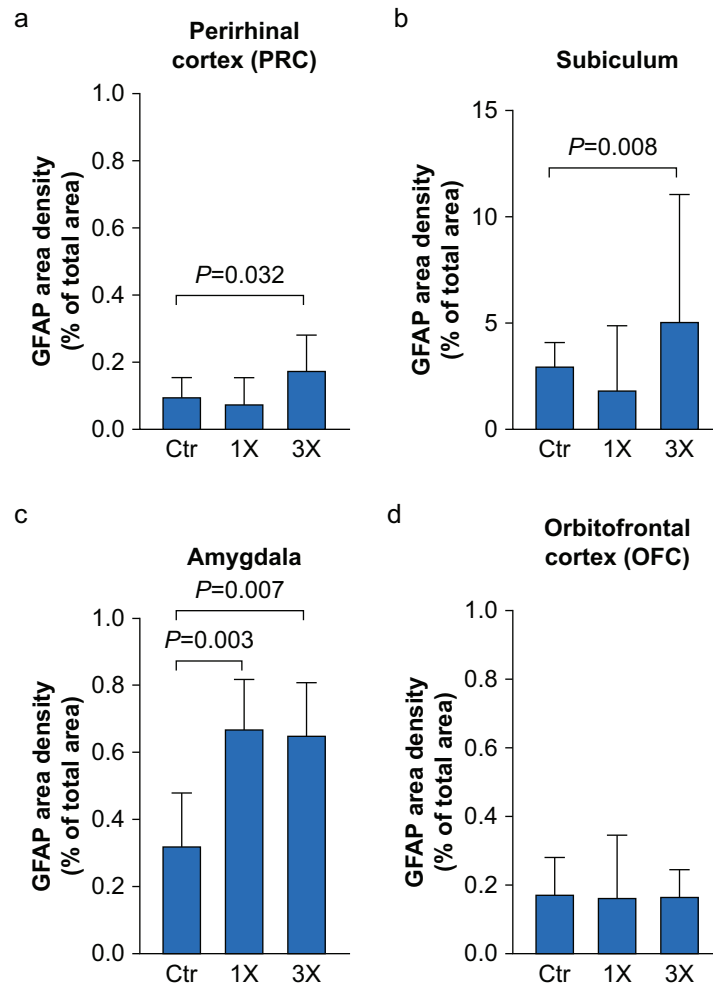 a
Perirhinal
cortex (PRC)
GFAP area density
(% of total area)
1.0
0.8
0.6
0.4
0.2
0.0
P=0.032
Ctr 1X 3X
b
Subiculum
GFAP area density
(% of total area)
15
10
5
0
P=0.008
Ctr 1X 3X
c
Amygdala
GFAP area density
(% of total area)
1.0
0.8
0.6
0.4
0.2
0.0
P=0.007
P=0.003
Ctr 1X 3X
d
Orbitofrontal
cortex (OFC)
GFAP area density
(% of total area)
1.0
0.8
0.6
0.4
0.2
0.0
Ctr 1X 3X